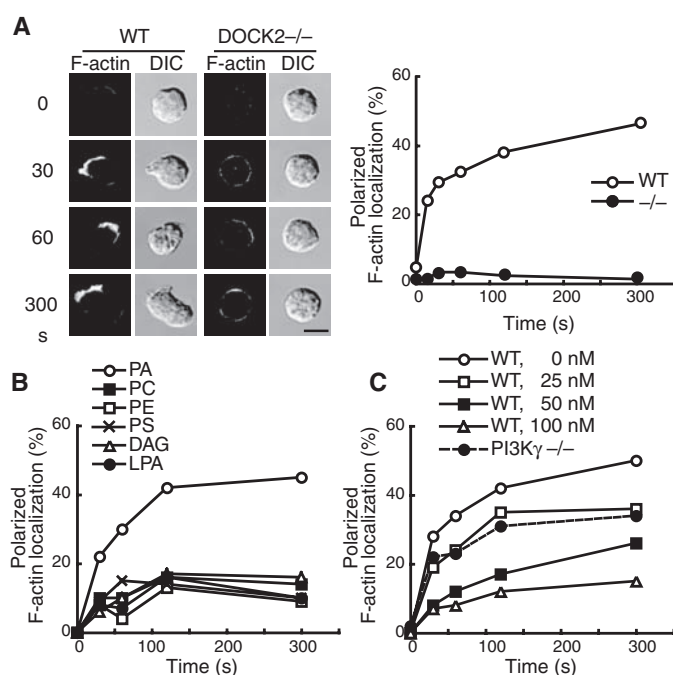 A
WT
DOCK2–/–
F-actin DIC F-actin DIC
0
30
60
300
s
Polarized
F-actin localization (%)
60
40
20
0
0 100 200 300
Time (s)
WT
–/–
B
PA
PC
PE
PS
DAG
LPA
Polarized
F-actin localization (%)
60
40
20
0
0 100 200 300
Time (s)
C
WT, 0 nM
WT, 25 nM
WT, 50 nM
WT, 100 nM
PI3Kγ –/–
Polarized
F-actin localization (%)
60
40
20
0
0 100 200 300
Time (s)